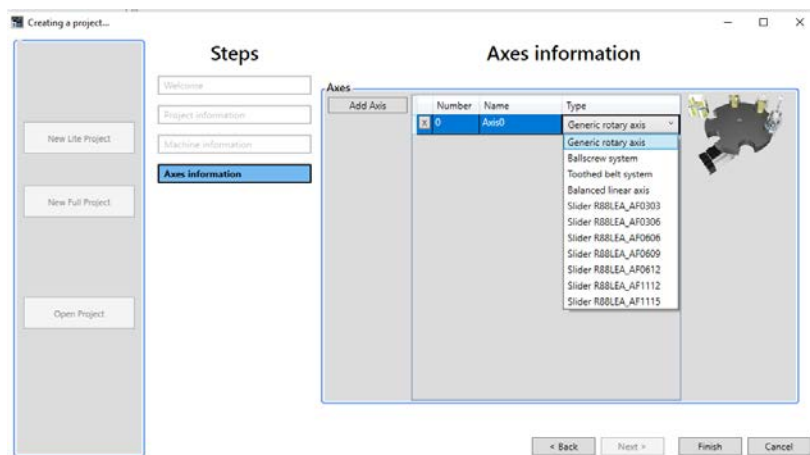 Creating a project...
Steps
Axes information
New Lite Project
New Full Project
Open Project
Welcome
Project information
Machine information
Axes information
Axes
Add Axis
Number Name Type
X 0 Axis0 Generic rotary axis
Generic rotary axis
Ballscrew system
Toothed belt system
Balanced linear axis
Slider R88LEA_AF0303
Slider R88LEA_AF0306
Slider R88LEA_AF0606
Slider R88LEA_AF0609
Slider R88LEA_AF0612
Slider R88LEA_AF1112
Slider R88LEA_AF1115
< Back Next > Finish Cancel